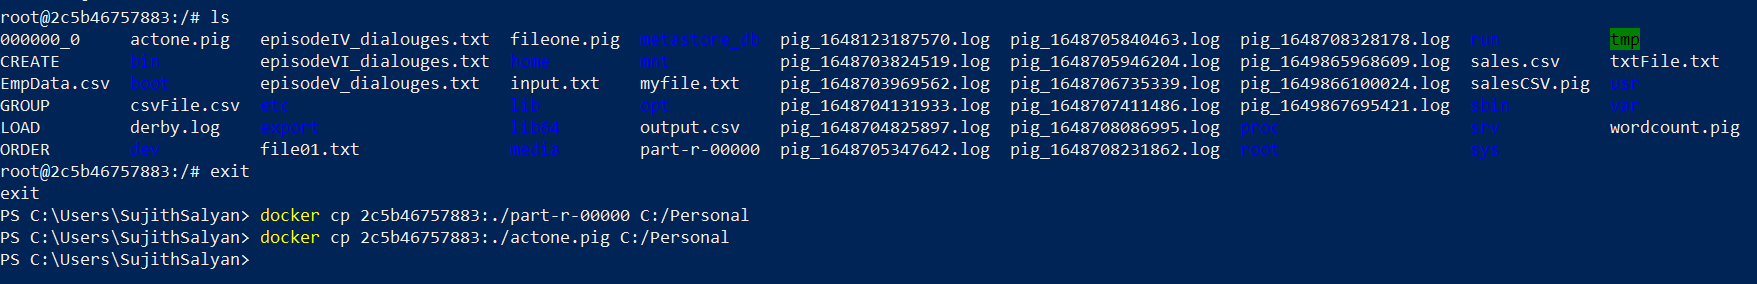 root@2c5b46757883:/# ls
000000_0 actone.pig episodeIV_dialouges.txt fileone.pig metastore_db pig_1648123187570.log pig_1648705840463.log pig_1648708328178.log run tmp
CREATE bin episodeVI_dialouges.txt home mnt pig_1648703824519.log pig_1648705946204.log pig_1649865968609.log sales.csv txtFile.txt
EmpData.csv boot episodeV_dialouges.txt input.txt myfile.txt pig_1648703969562.log pig_1648706735339.log pig_1649866100024.log salesCSV.pig usr
GROUP csvFile.csv etc lib opt pig_1648704131933.log pig_1648707411486.log pig_1649867695421.log sbin var
LOAD derby.log export lib64 output.csv pig_1648704825897.log pig_1648708086995.log proc srv wordcount.pig
ORDER dev file01.txt media part-r-00000 pig_1648705347642.log pig_1648708231862.log root sys
root@2c5b46757883:/# exit
exit
PS C:\Users\SujithSalyan> docker cp 2c5b46757883:./part-r-00000 C:/Personal
PS C:\Users\SujithSalyan> docker cp 2c5b46757883:./actone.pig C:/Personal
PS C:\Users\SujithSalyan>